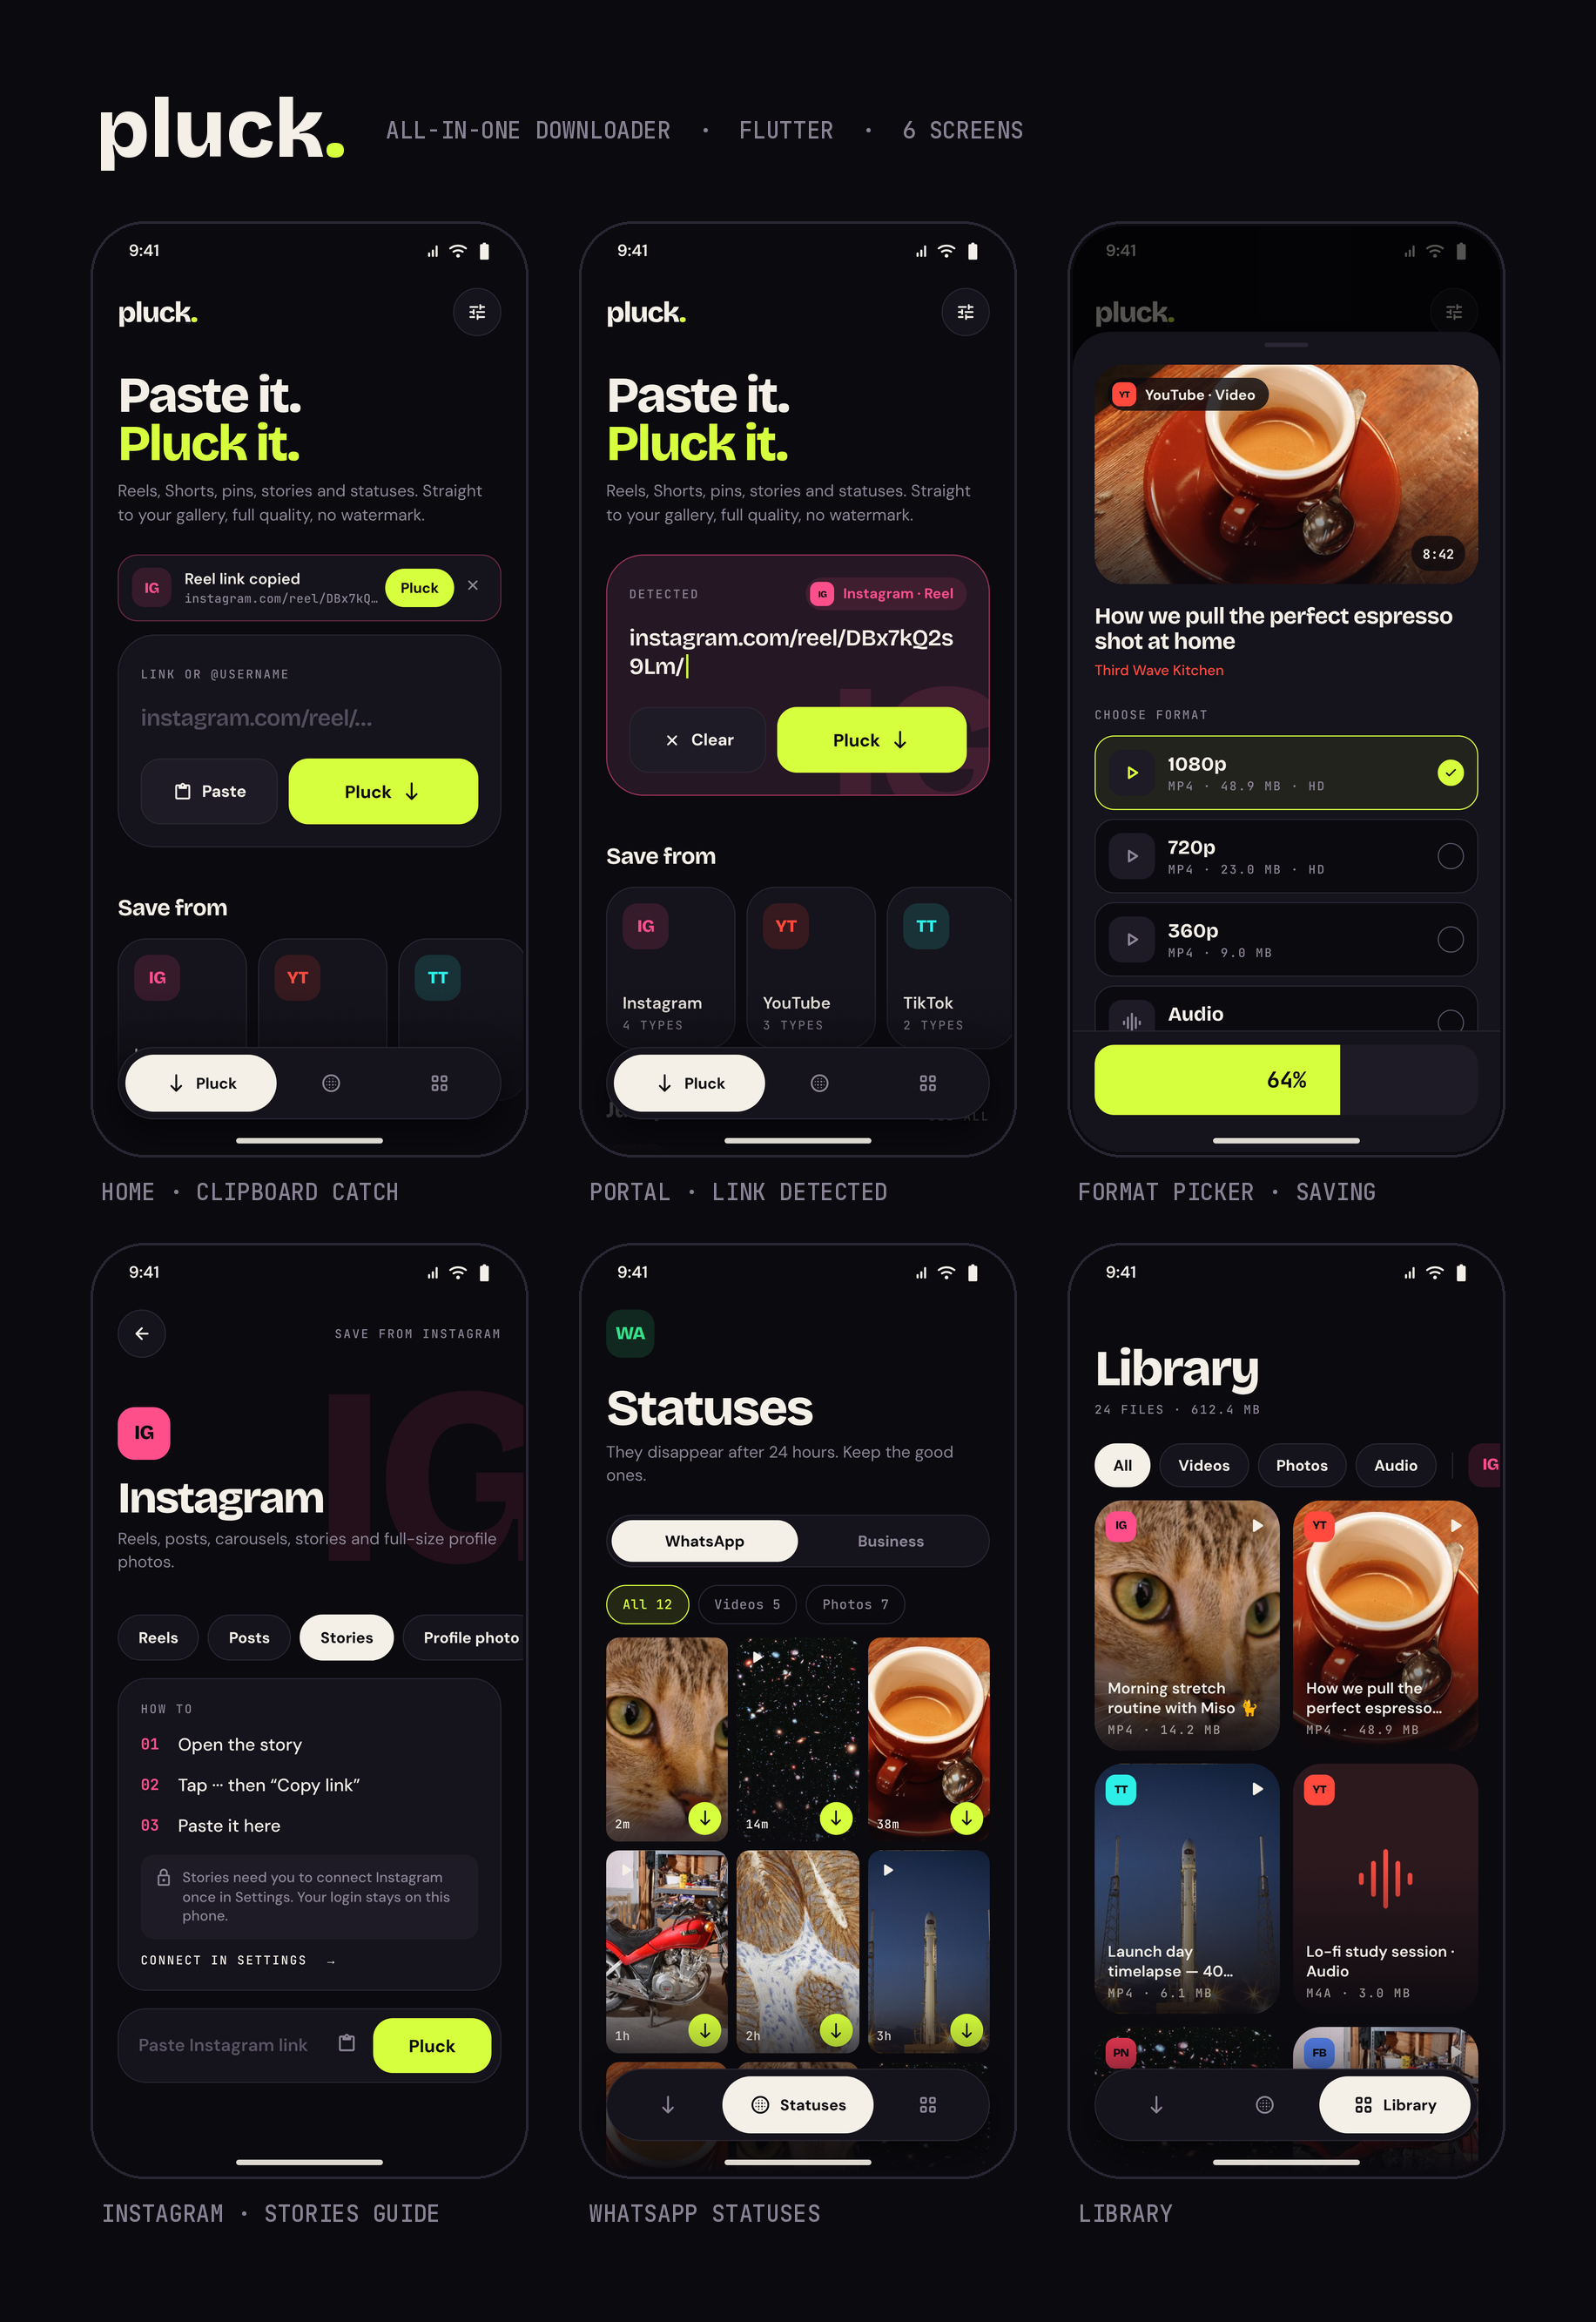 pluck.
ALL-IN-ONE DOWNLOADER · FLUTTER · 6 SCREENS
9:41
pluck.
Paste it.
Pluck it.
Reels, Shorts, pins, stories and statuses. Straight
to your gallery, full quality, no watermark.
IG
Reel link copied
instagram.com/reel/DBx7kQ…
Pluck
LINK OR @USERNAME
instagram.com/reel/...
Paste
Pluck
Save from
IG
YT
TT
Pluck
HOME · CLIPBOARD CATCH
9:41
pluck.
Paste it.
Pluck it.
Reels, Shorts, pins, stories and statuses. Straight
to your gallery, full quality, no watermark.
DETECTED
IG Instagram · Reel
instagram.com/reel/DBx7kQ2s
9Lm/
IG
Clear
Pluck
Save from
IG
YT
TT
Instagram
4 TYPES
YouTube
3 TYPES
TikTok
2 TYPES
Pluck
PORTAL · LINK DETECTED
9:41
pluck.
YT YouTube · Video
8:42
How we pull the perfect espresso
shot at home
Third Wave Kitchen
CHOOSE FORMAT
1080p
MP4 · 48.9 MB · HD
720p
MP4 · 23.0 MB · HD
360p
MP4 · 9.0 MB
Audio
64%
FORMAT PICKER · SAVING
9:41
SAVE FROM INSTAGRAM
IG
IG
Instagram
Reels, posts, carousels, stories and full-size profile
photos.
Reels
Posts
Stories
Profile photo
HOW TO
01 Open the story
02 Tap ··· then “Copy link”
03 Paste it here
Stories need you to connect Instagram
once in Settings. Your login stays on this
phone.
CONNECT IN SETTINGS →
Paste Instagram link
Pluck
INSTAGRAM · STORIES GUIDE
9:41
WA
Statuses
They disappear after 24 hours. Keep the good
ones.
WhatsApp
Business
All 12
Videos 5
Photos 7
2m
14m
38m
1h
2h
3h
Statuses
WHATSAPP STATUSES
9:41
Library
24 FILES · 612.4 MB
All
Videos
Photos
Audio
IG
IG
YT
Morning stretch
routine with Miso 🐈
MP4 · 14.2 MB
How we pull the
perfect espresso…
MP4 · 48.9 MB
TT
YT
Launch day
timelapse — 40…
MP4 · 6.1 MB
Lo-fi study session ·
Audio
M4A · 3.0 MB
PN
FB
Library
LIBRARY